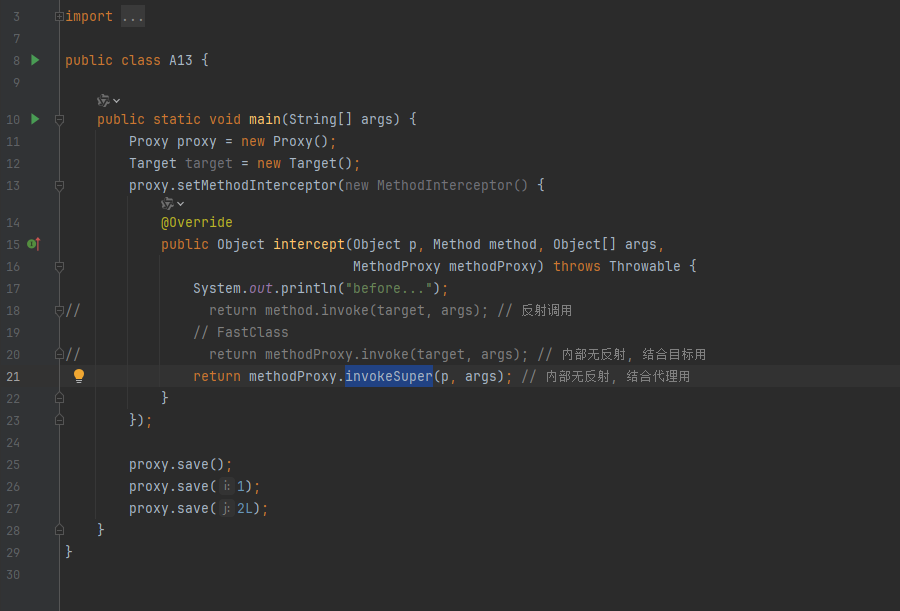 3 import ...
7
8 public class A13 {
9
10 public static void main(String[] args) {
11 Proxy proxy = new Proxy();
12 Target target = new Target();
13 proxy.setMethodInterceptor(new MethodInterceptor() {
14 @Override
15 public Object intercept(Object p, Method method, Object[] args,
16 MethodProxy methodProxy) throws Throwable {
17 System.out.println("before...");
18 // return method.invoke(target, args); // 反射调用
19 // FastClass
20 // return methodProxy.invoke(target, args); // 内部无反射, 结合目标用
21 return methodProxy.invokeSuper(p, args); // 内部无反射, 结合代理用
22 }
23 });
24
25 proxy.save();
26 proxy.save( i: 1);
27 proxy.save( j: 2L);
28 }
29 }
30